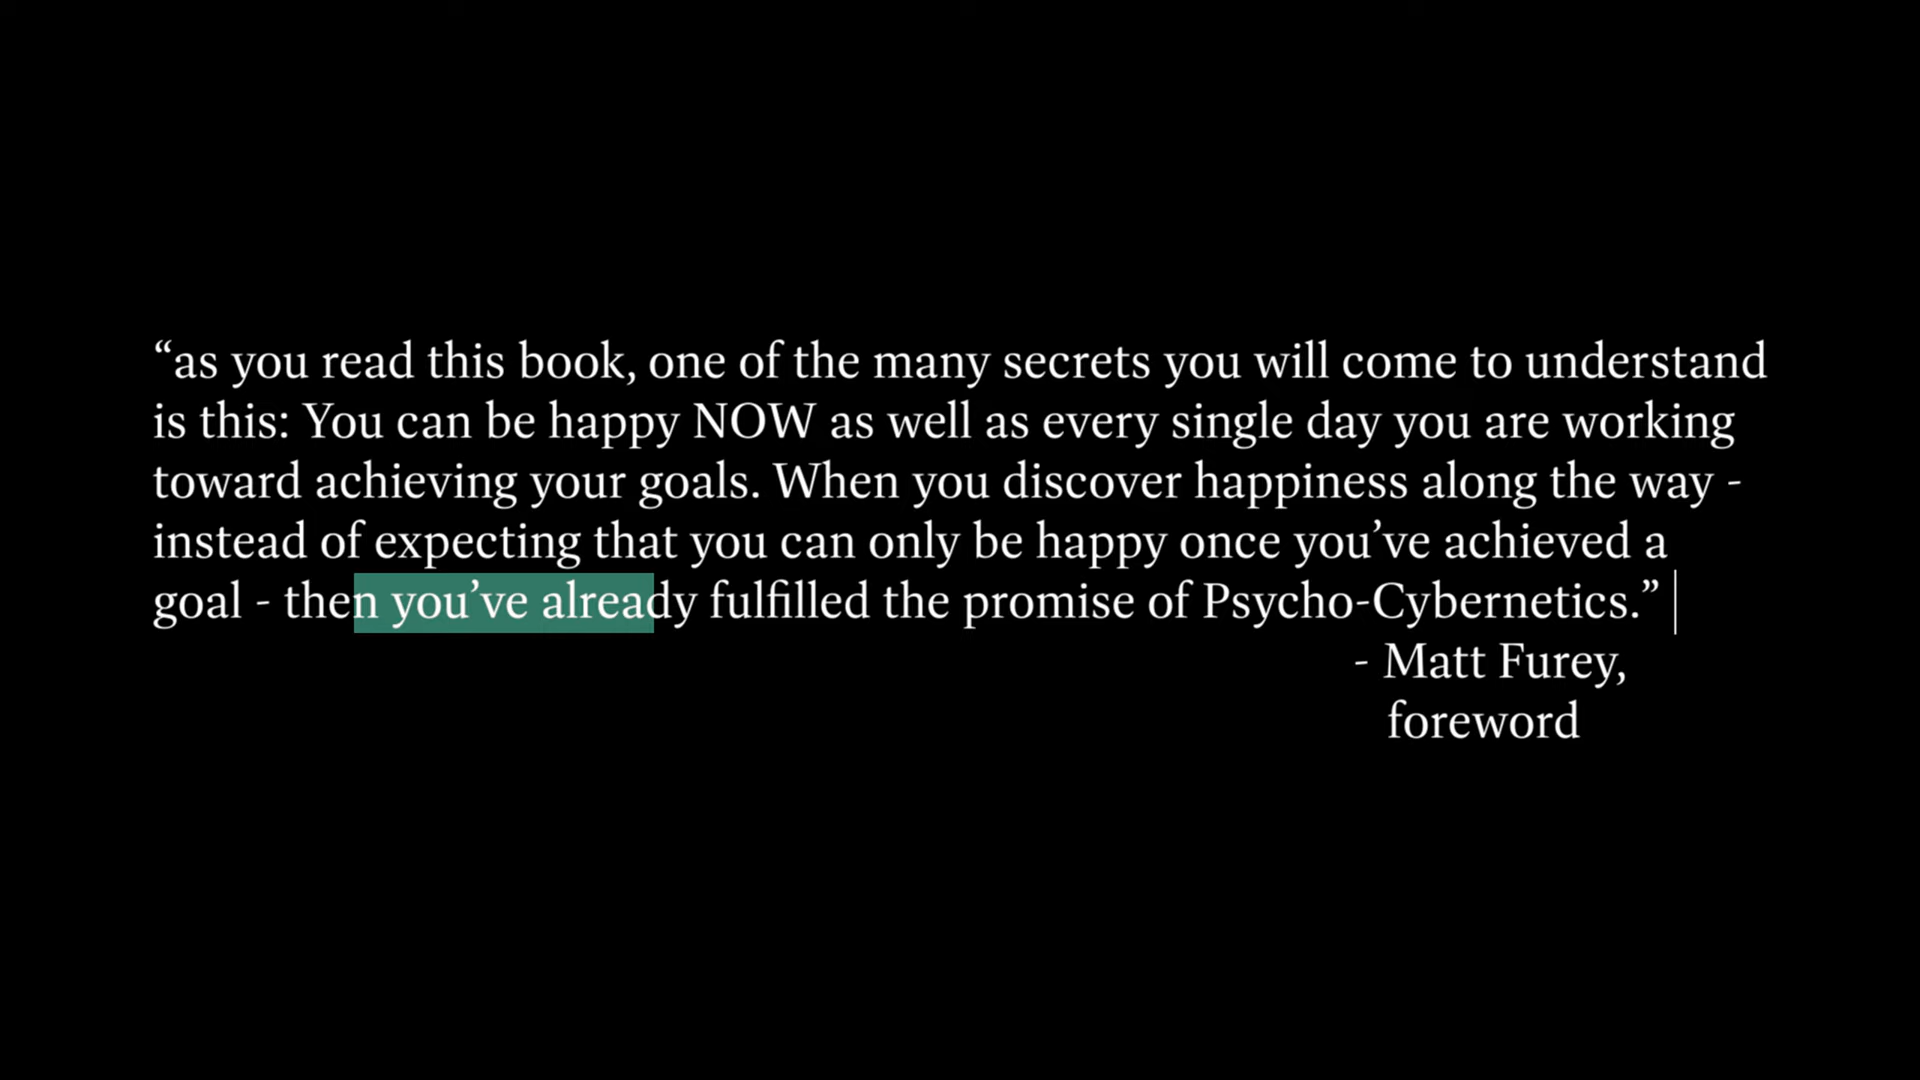 “as you read this book, one of the many secrets you will come to understand
is this: You can be happy NOW as well as every single day you are working
toward achieving your goals. When you discover happiness along the way -
instead of expecting that you can only be happy once you’ve achieved a
goal - then you’ve already fulfilled the promise of Psycho-Cybernetics.”
- Matt Furey,
foreword